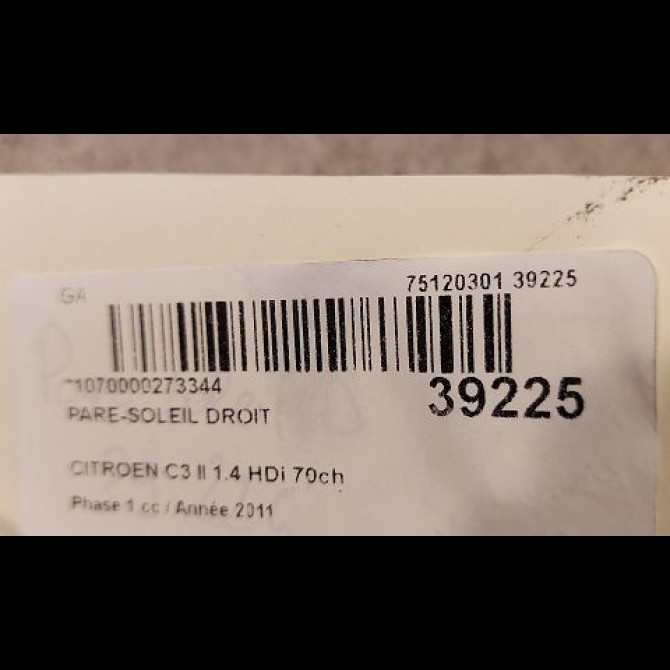 GA
75120301 39225
39225
PARE-SOLEIL DROIT
CITROEN C3 II 1.4 HDi 70ch
Phase 1 cc / Année 2011